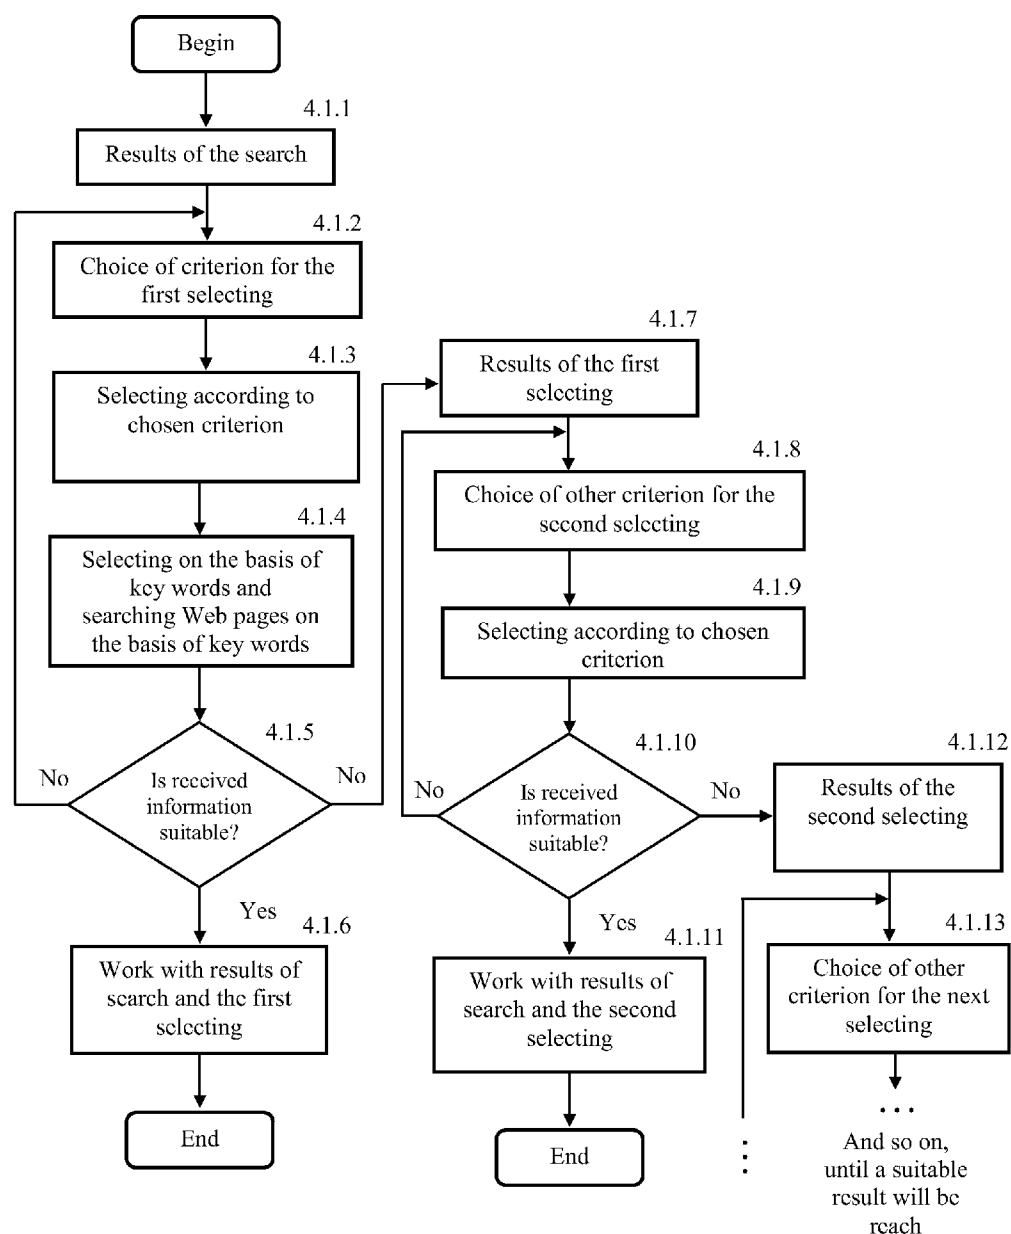 Begin
4.1.1
Results of the search
4.1.2
Choice of criterion for the
first selecting
4.1.3
Selecting according to
chosen criterion
4.1.4
Selecting on the basis of
key words and
searching Web pages on
the basis of key words
4.1.5
No
No
Is received
information
suitable?
Yes
4.1.6
Work with results of
search and the first
selecting
End
4.1.7
Results of the first
selecting
4.1.8
Choice of other criterion for the
second selecting
4.1.9
Selecting according to chosen
criterion
4.1.10
No
No
Is received
information
suitable?
Yes
4.1.11
Work with results of
search and the second
selecting
End
4.1.12
Results of the
second selecting
4.1.13
Choice of other
criterion for the next
selecting
...
And so on,
until a suitable
result will be
reach